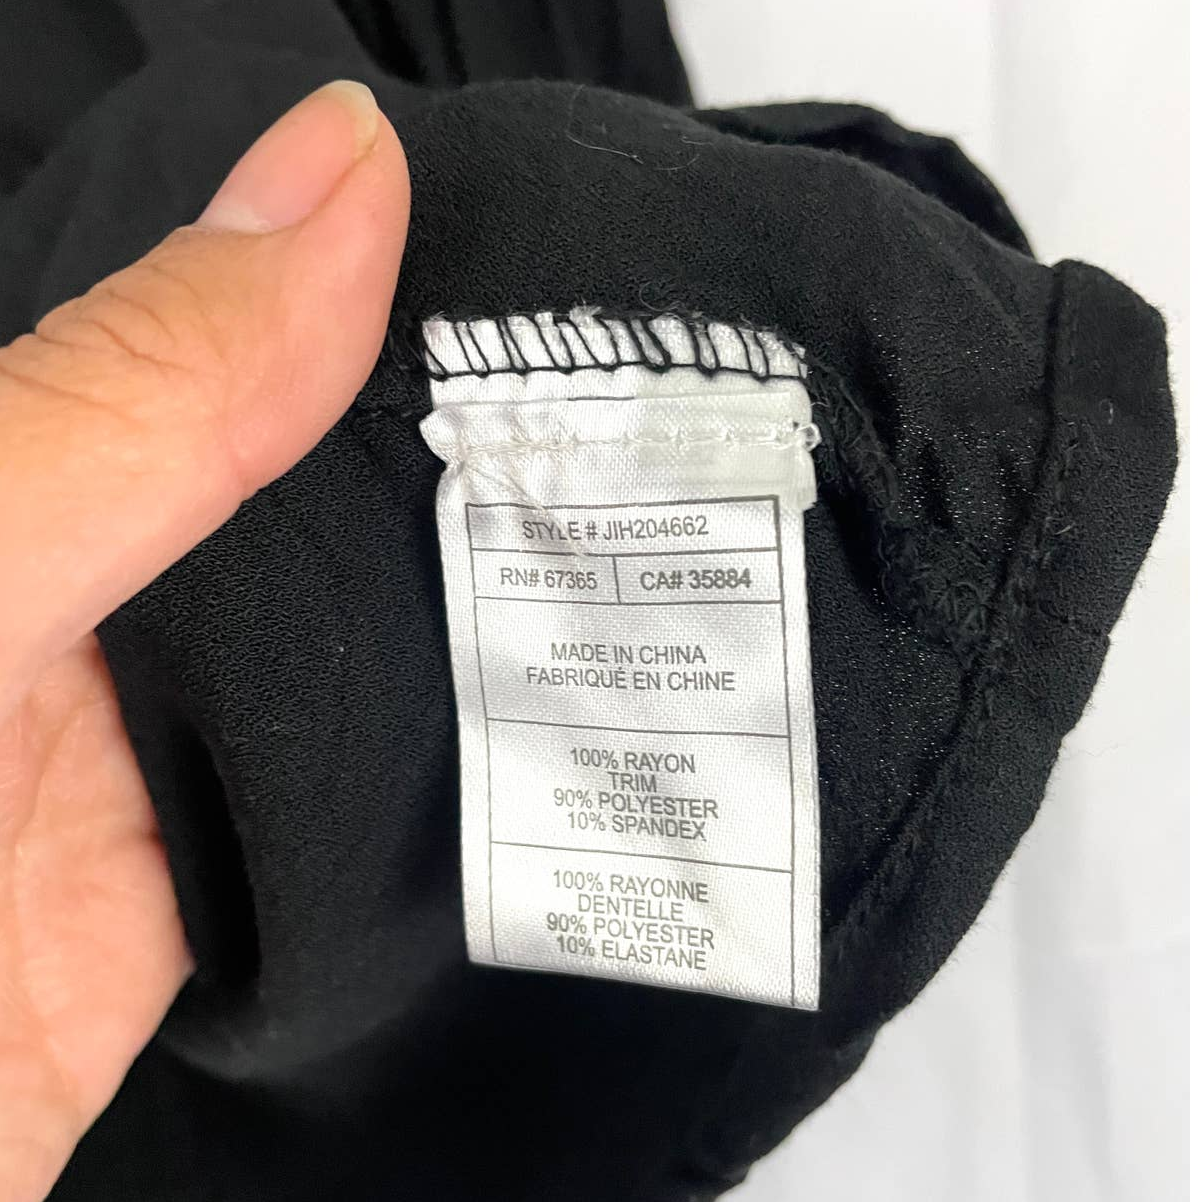 STYLE # JIH204662
RN# 67365
CA# 35884
MADE IN CHINA
FABRIQUÉ EN CHINE
100% RAYON
TRIM
90% POLYESTER
10% SPANDEX
100% RAYONNE
DENTELLE
90% POLYESTER
10% ELASTANE